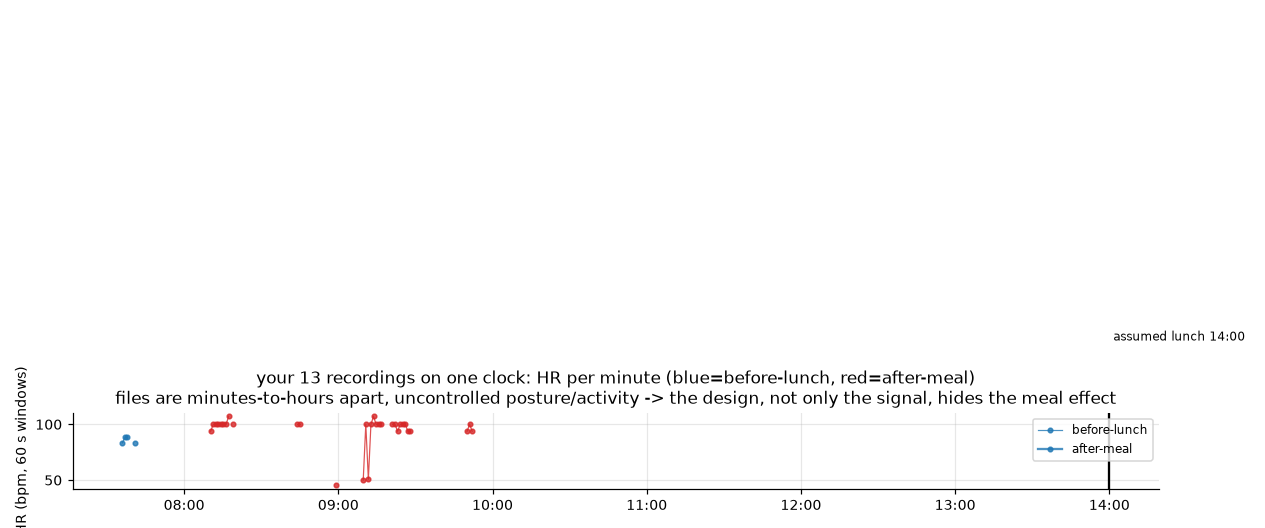 assumed lunch 14:00
your 13 recordings on one clock: HR per minute (blue=before-lunch, red=after-meal)
files are minutes-to-hours apart, uncontrolled posture/activity -> the design, not only the signal, hides the meal effect
HR (bpm, 60 s windows)
100
50
before-lunch
after-meal
08:00
09:00
10:00
11:00
12:00
13:00
14:00